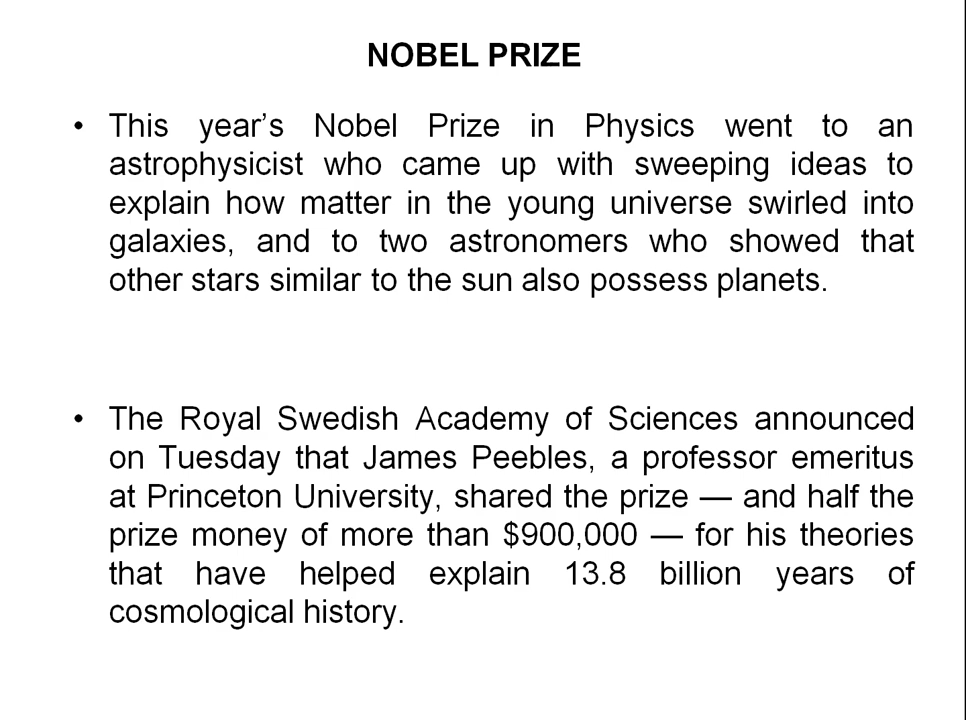 NOBEL PRIZE
• This year’s Nobel Prize in Physics went to an
astrophysicist who came up with sweeping ideas to
explain how matter in the young universe swirled into
galaxies, and to two astronomers who showed that
other stars similar to the sun also possess planets.
• The Royal Swedish Academy of Sciences announced
on Tuesday that James Peebles, a professor emeritus
at Princeton University, shared the prize — and half the
prize money of more than $900,000 — for his theories
that have helped explain 13.8 billion years of
cosmological history.